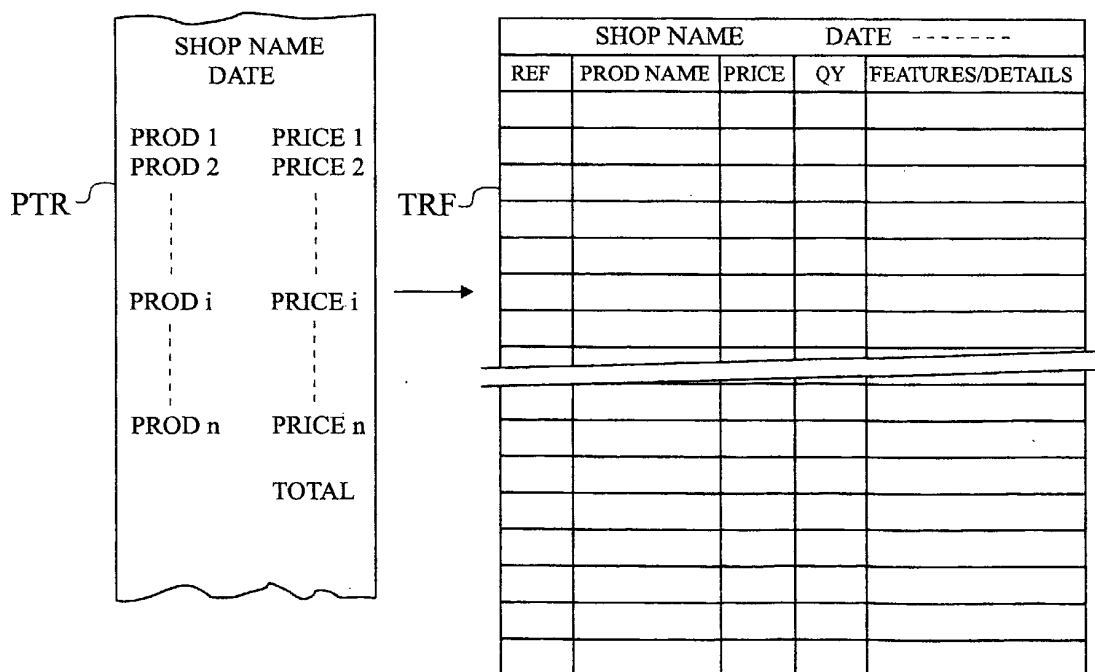 SHOP NAME
DATE
PROD 1 PRICE 1
PROD 2 PRICE 2
PTR
PROD i PRICE i
PROD n PRICE n
TOTAL
TRF
SHOP NAME DATE -------
REF PROD NAME PRICE QY FEATURES/DETAILS